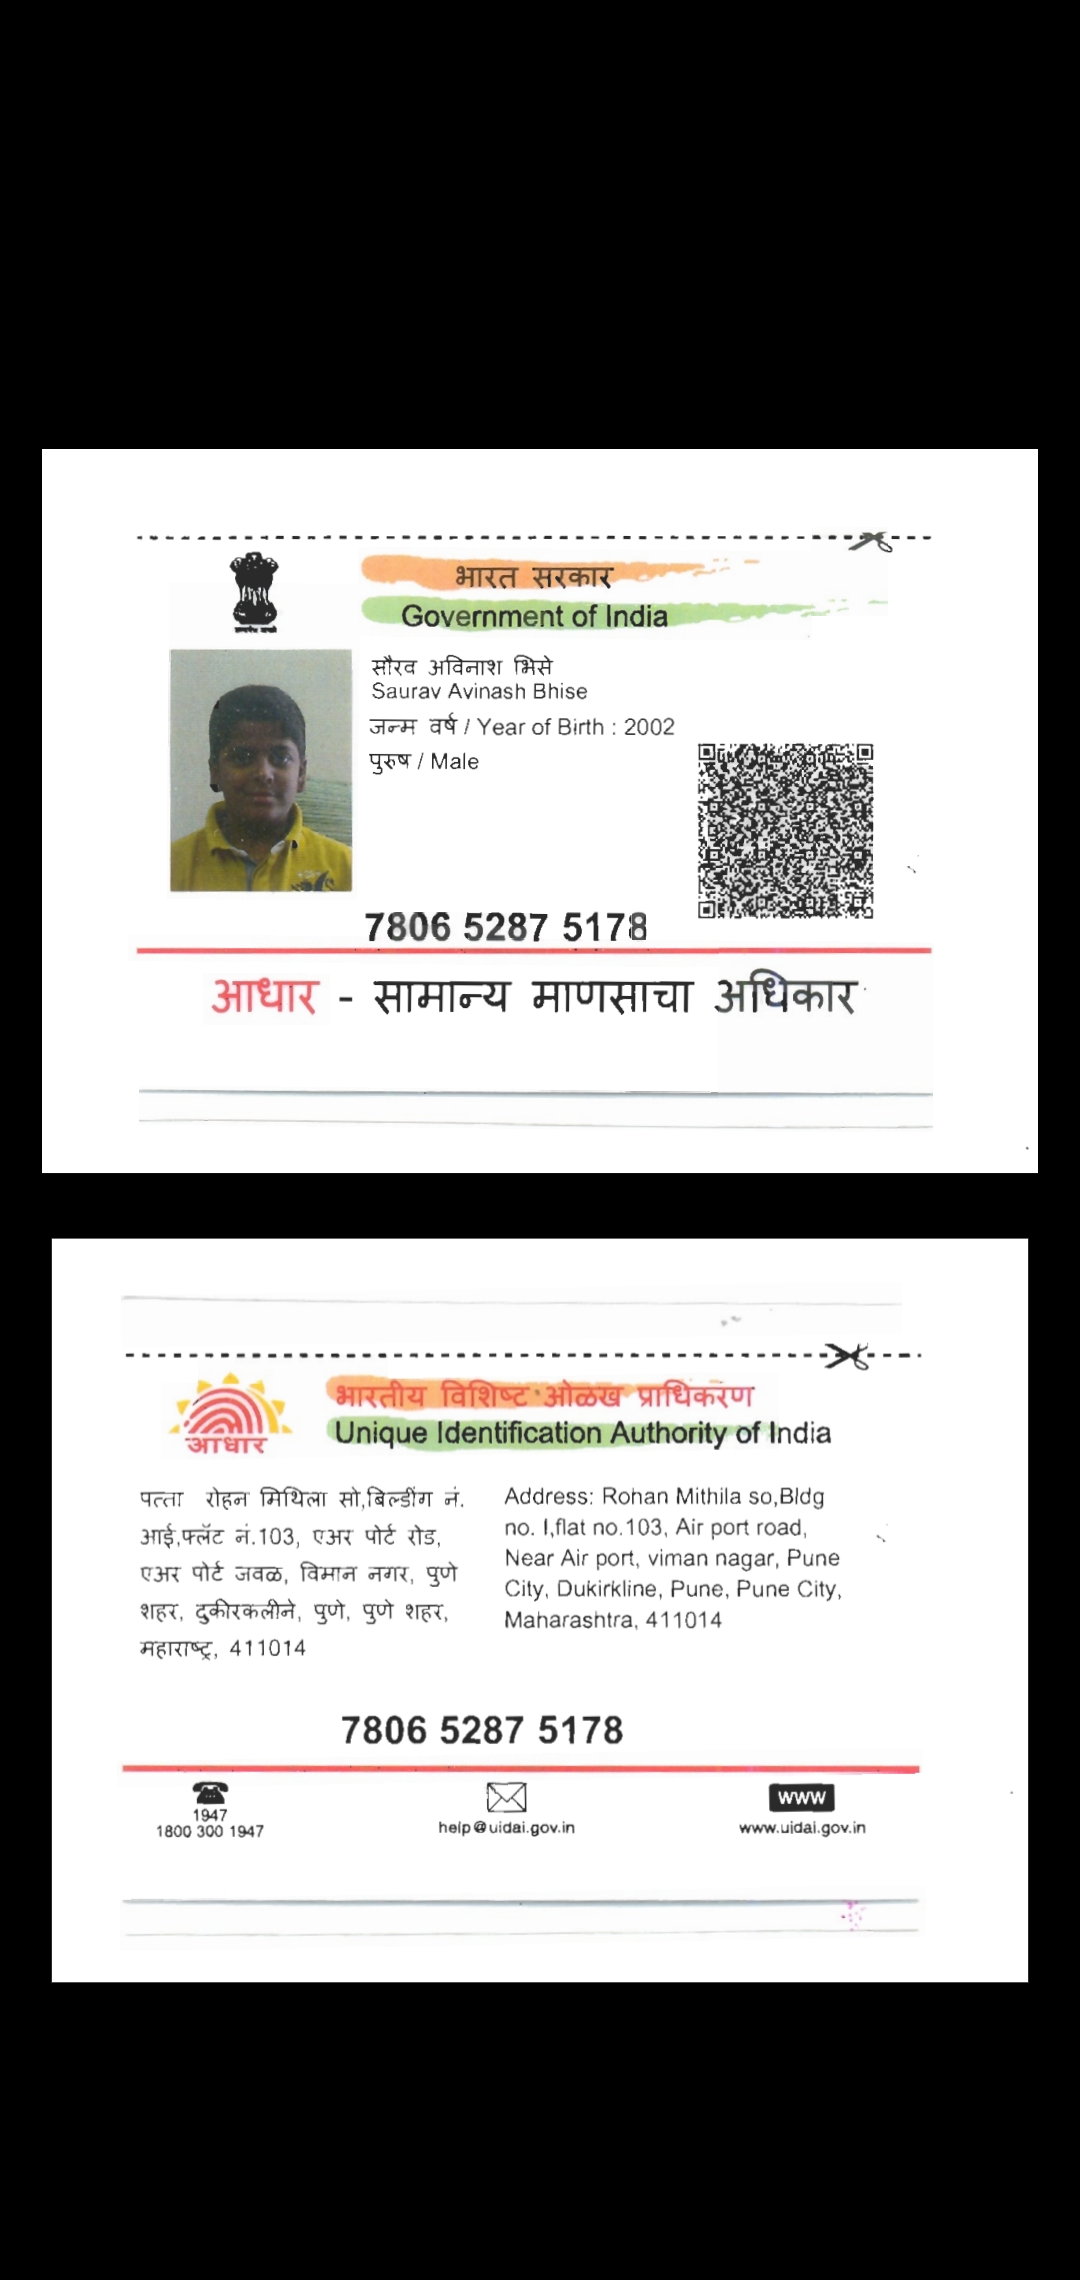 भारत सरकार
Government of India
सौरव अविनाश भिसे
Saurav Avinash Bhise
जन्म वर्ष / Year of Birth : 2002
पुरुष / Male
7806 5287 5178
आधार - सामान्य माणसाचा अधिकार
भारतीय विशिष्ट ओळख प्राधिकरण
Unique Identification Authority of India
आधार
पत्ता रोहन मिथिला सो,बिल्डींग नं.
आई,फ्लॅट नं.103, एअर पोर्ट रोड,
एअर पोर्ट जवळ, विमान नगर, पुणे
शहर, दुकीरकलीने, पुणे, पुणे शहर,
महाराष्ट्र, 411014
Address: Rohan Mithila so,Bldg
no. I,flat no.103, Air port road,
Near Air port, viman nagar, Pune
City, Dukirkline, Pune, Pune City,
Maharashtra, 411014
7806 5287 5178
1947
1800 300 1947
help@uidai.gov.in
www
www.uidai.gov.in